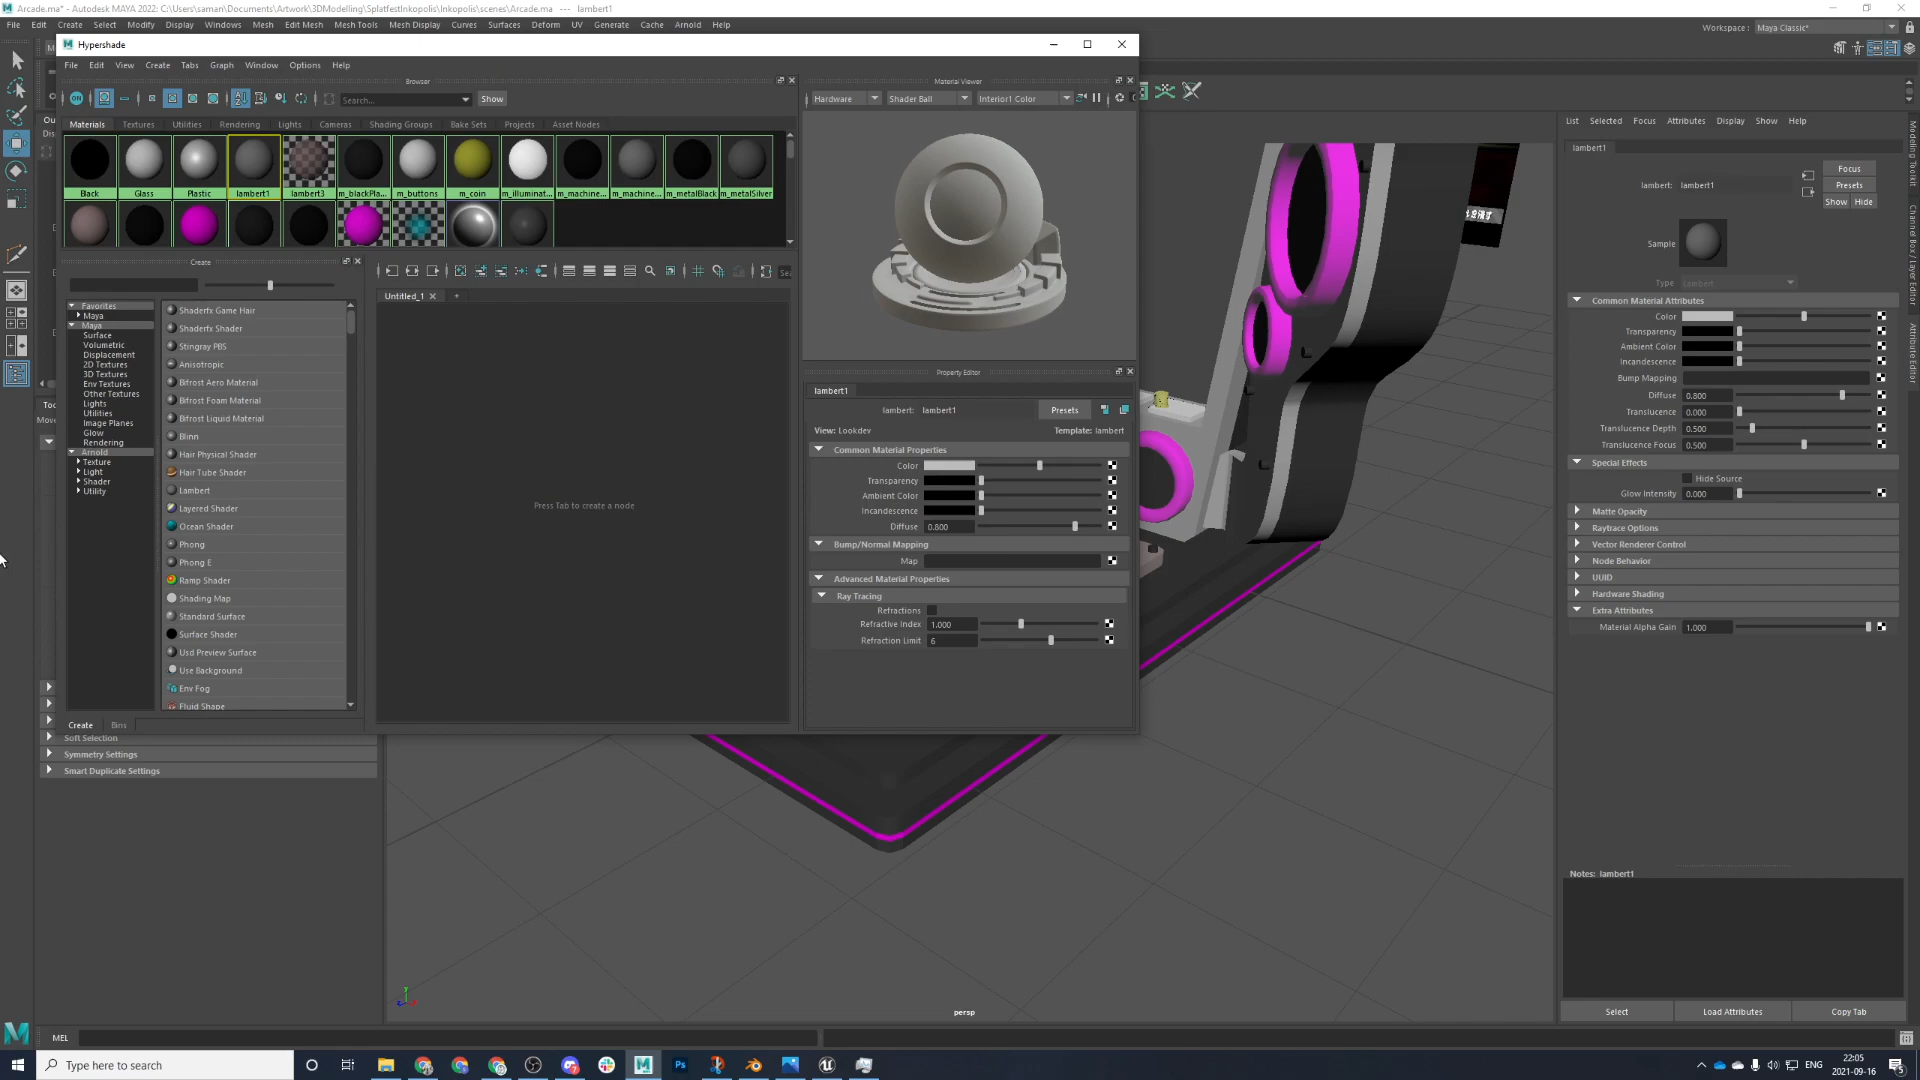 Arcade.ma* - Autodesk MAYA 2022: C:\Users\saman\Documents\Artwork\3DModelling\SplatfestInkopolis\Inkopolis\scenes\Arcade.ma --- lambert1
File Edit Create Select Modify Display Windows Mesh Edit Mesh Mesh Tools Mesh Display Curves Surfaces Deform UV Generate Cache Arnold Help
Workspace: Maya Classic*
Hypershade
File Edit View Create Tabs Graph Window Options Help
Browser
Search... Show
Materials Textures Utilities Rendering Lights Cameras Shading Groups Bake Sets Projects Asset Nodes
Black Glass Plastic lambert1 lambert3 m_blackPla... m_buttons m_coin m_illuminat... m_machine... m_machine... m_metalBlack m_metalSilver
Create
Favorites
Maya
Maya
Surface
Volumetric
Displacement
2D Textures
3D Textures
Env Textures
Other Textures
Lights
Utilities
Image Planes
Glow
Rendering
Arnold
Texture
Light
Shader
Utility
Shaderfx Game Hair
Shaderfx Shader
Stingray PBS
Anisotropic
Bifrost Aero Material
Bifrost Foam Material
Bifrost Liquid Material
Blinn
Hair Physical Shader
Hair Tube Shader
Lambert
Layered Shader
Ocean Shader
Phong
Phong E
Ramp Shader
Shading Map
Standard Surface
Surface Shader
Usd Preview Surface
Use Background
Env Fog
Fluid Shape
Create Bins
Untitled_1 +
Press Tab to create a node
Material Viewer
Hardware Shader Ball Interior1 Color
Property Editor
lambert1
lambert: lambert1 Presets
View: Lookdev Template: lambert
Common Material Properties
Color
Transparency
Ambient Color
Incandescence
Diffuse 0.800
Bump/Normal Mapping
Map
Advanced Material Properties
Ray Tracing
Refractions
Refractive Index 1.000
Refraction Limit 6
Soft Selection
Symmetry Settings
Smart Duplicate Settings
persp
List Selected Focus Attributes Display Show Help
lambert1
Focus
lambert: lambert1 Presets
Show Hide
Sample
Type Lambert
Common Material Attributes
Color
Transparency
Ambient Color
Incandescence
Bump Mapping
Diffuse 0.800
Translucence 0.000
Translucence Depth 0.500
Translucence Focus 0.500
Special Effects
Hide Source
Glow Intensity 0.000
Matte Opacity
Raytrace Options
Vector Renderer Control
Node Behavior
UUID
Hardware Shading
Extra Attributes
Material Alpha Gain 1.000
Notes: lambert1
Select Load Attributes Copy Tab
Modeling Toolkit
Channel Box / Layer Editor
Attribute Editor
MEL
Type here to search
ENG
22:05
2021-09-16